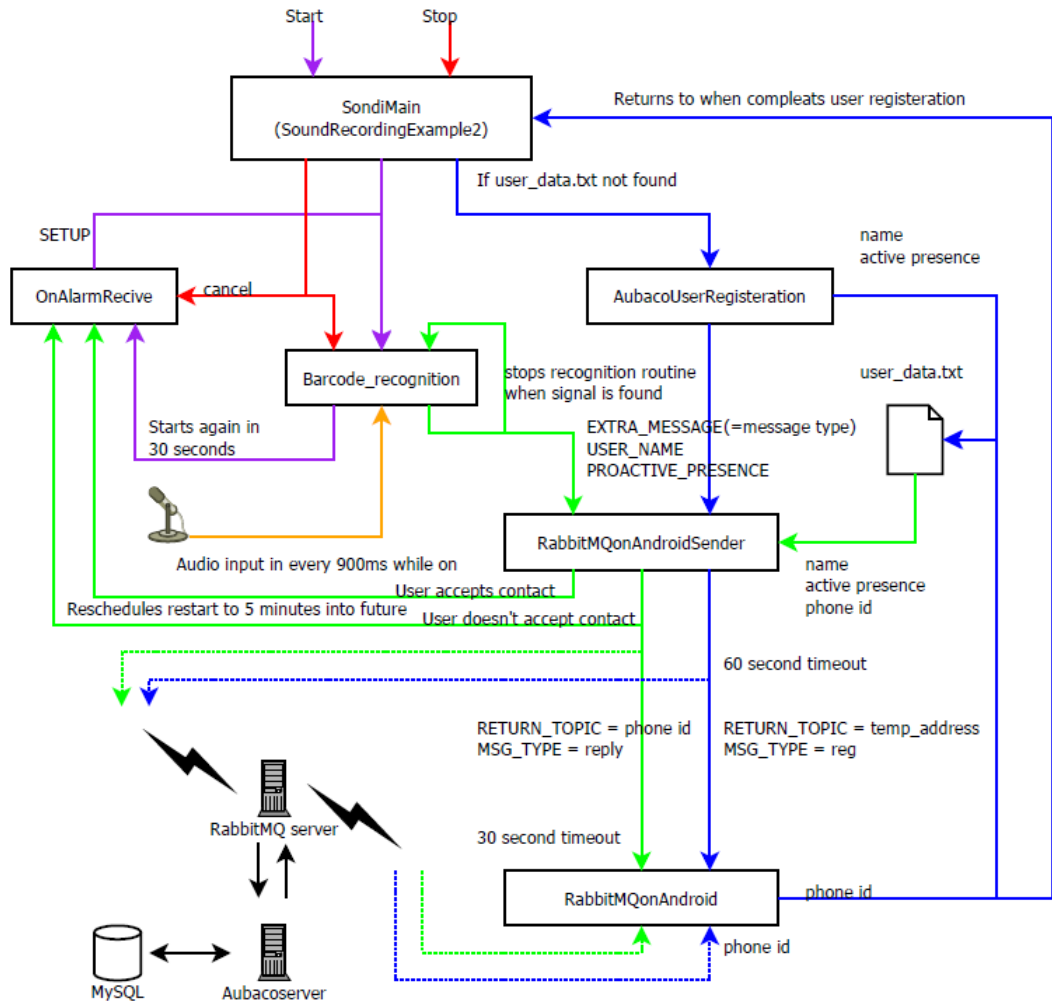 Start
Stop
SondiMain
(SoundRecordingExample2)
Returns to when compleats user registeration
If user_data.txt not found
SETUP
name
active presence
OnAlarmRecive
cancel
AubacoUserRegisteration
Barcode_recognition
stops recognition routine
when signal is found
user_data.txt
Starts again in
30 seconds
EXTRA_MESSAGE(=message type)
USER_NAME
PROACTIVE_PRESENCE
RabbitMQonAndroidSender
Audio input in every 900ms while on
name
active presence
phone id
User accepts contact
Reschedules restart to 5 minutes into future
User doesn't accept contact
60 second timeout
RETURN_TOPIC = phone id
MSG_TYPE = reply
RETURN_TOPIC = temp_address
MSG_TYPE = reg
RabbitMQ server
30 second timeout
RabbitMQonAndroid
phone id
phone id
MySQL
Aubacoserver